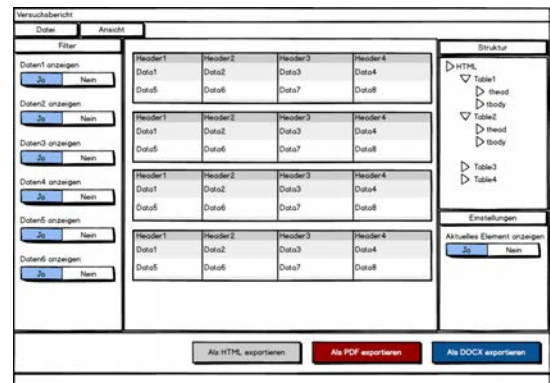 Versuchsbericht
Datei Ansicht
Filter
Daten1 anzeigen
Ja Nein
Daten2 anzeigen
Ja Nein
Daten3 anzeigen
Ja Nein
Daten4 anzeigen
Ja Nein
Daten5 anzeigen
Ja Nein
Daten6 anzeigen
Ja Nein
Header1 Header2 Header3 Header4
Data1 Data2 Data3 Data4
Data5 Data6 Data7 Data8
Header1 Header2 Header3 Header4
Data1 Data2 Data3 Data4
Data5 Data6 Data7 Data8
Header1 Header2 Header3 Header4
Data1 Data2 Data3 Data4
Data5 Data6 Data7 Data8
Header1 Header2 Header3 Header4
Data1 Data2 Data3 Data4
Data5 Data6 Data7 Data8
Struktur
HTML
Table1
thead
tbody
Table2
thead
tbody
Table3
Table4
Einstellungen
Aktuelles Element anzeigen
Ja Nein
Als HTML exportieren Als PDF exportieren Als DOCX exportieren